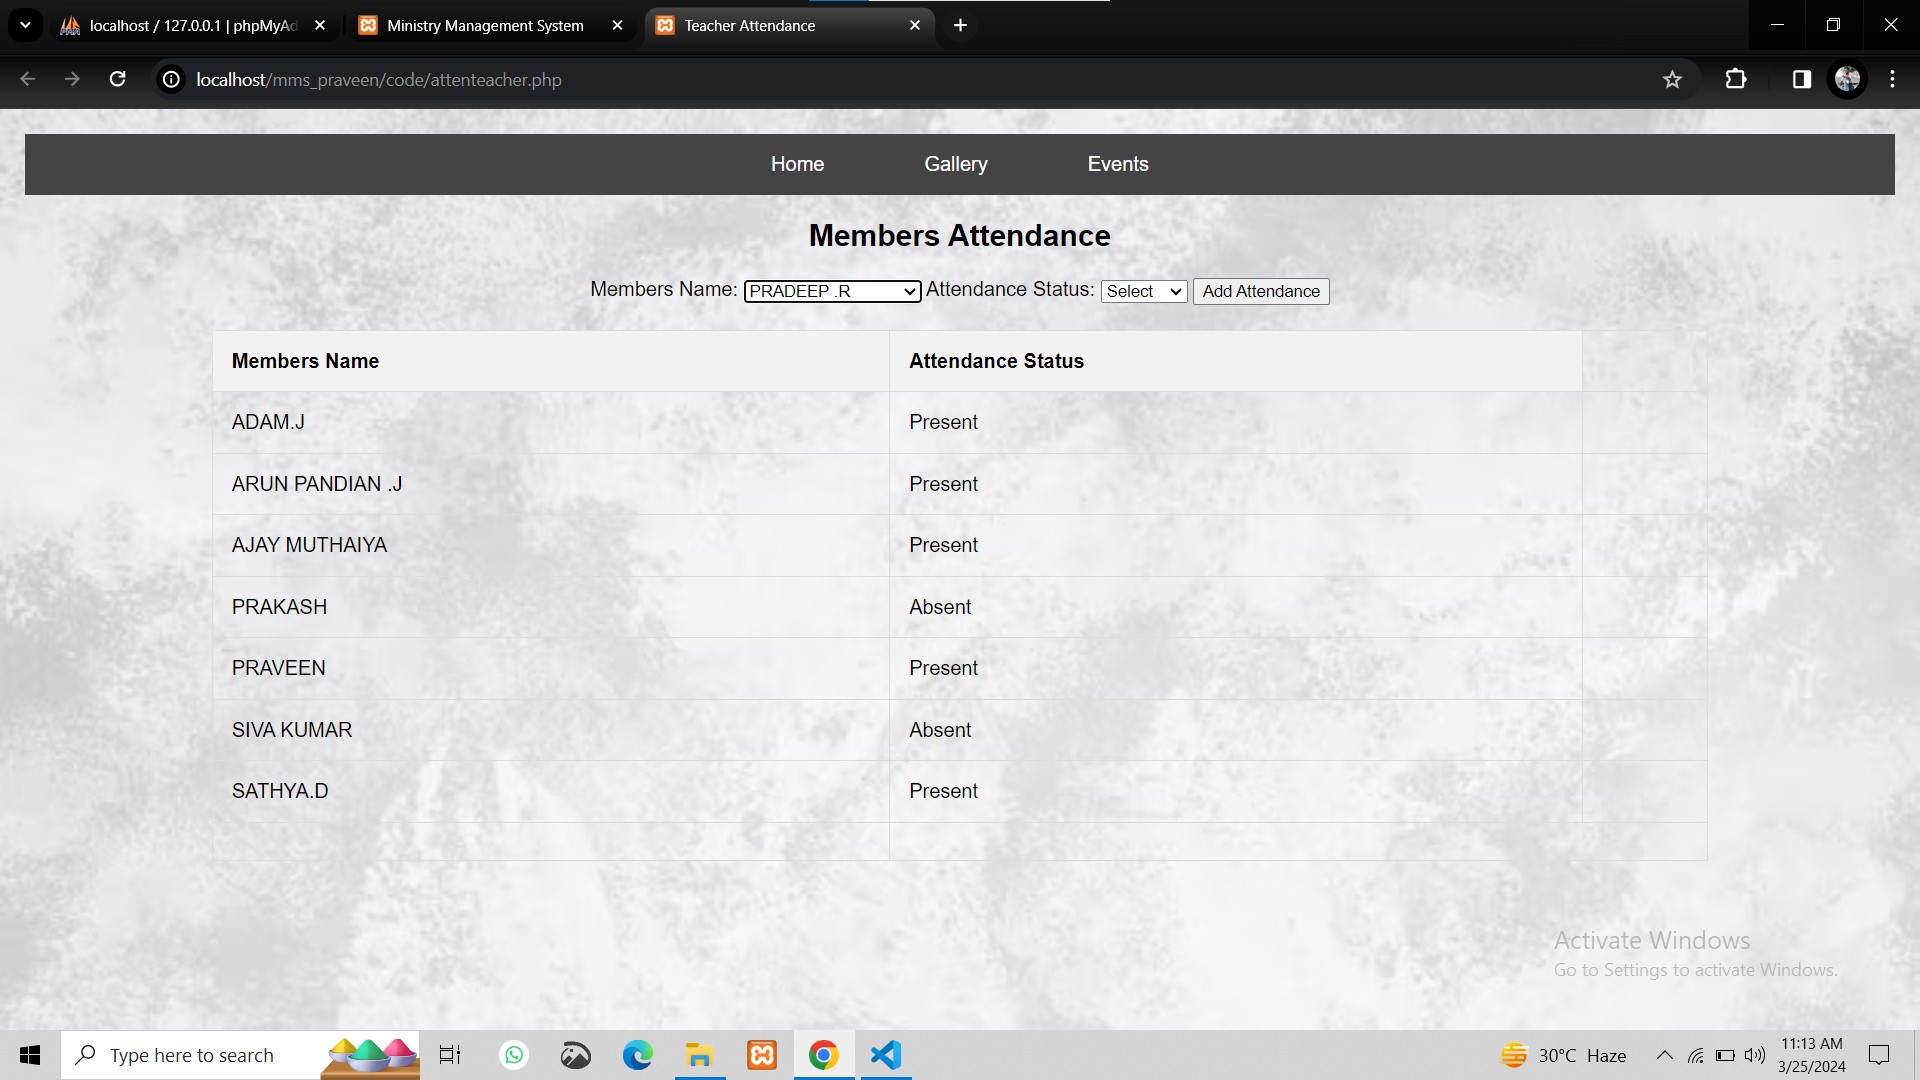 localhost / 127.0.0.1 | phpMyAd
Ministry Management System
Teacher Attendance
localhost/mms_praveen/code/attenteacher.php
Home Gallery Events
Members Attendance
Members Name: PRADEEP .R Attendance Status: Select Add Attendance
Members Name Attendance Status
ADAM.J Present
ARUN PANDIAN .J Present
AJAY MUTHAIYA Present
PRAKASH Absent
PRAVEEN Present
SIVA KUMAR Absent
SATHYA.D Present
Activate Windows
Go to Settings to activate Windows.
Type here to search
30°C Haze
11:13 AM
3/25/2024